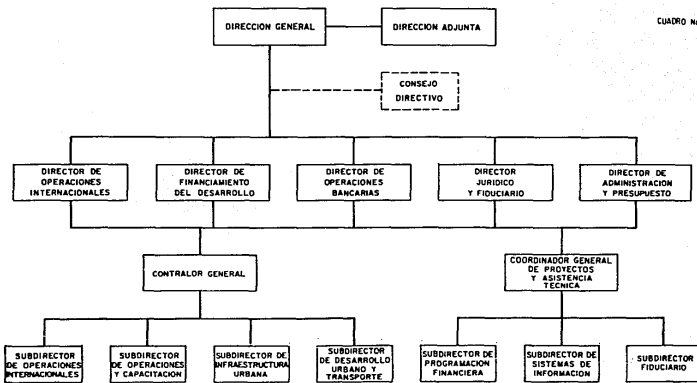 CUADRO N
DIRECCION GENERAL
DIRECCION ADJUNTA
CONSEJO
DIRECTIVO
DIRECTOR DE
OPERACIONES
INTERNACIONALES
DIRECTOR DE
FINANCIAMIENTO
DEL DESARROLLO
DIRECTOR DE
OPERACIONES
BANCARIAS
DIRECTOR
JURIDICO
Y FIDUCIARIO
DIRECTOR DE
ADMINISTRACION
Y PRESUPUESTO
CONTRALOR GENERAL
COORDINADOR GENERAL
DE PROYECTOS
Y ASISTENCIA
TECNICA
SUBDIRECTOR
DE OPERACIONES
INTERNACIONALES
SUBDIRECTOR
DE OPERACIONES
Y CAPACITACION
SUBDIRECTOR DE
INFRAESTRUCTURA
URBANA
SUBDIRECTOR
DE DESARROLLO
URBANO Y
TRANSPORTE
SUBDIRECTOR DE
PROGRAMACION
FINANCIERA
SUBDIRECTOR DE
SISTEMAS DE
INFORMACION
SUBDIRECTOR
FIDUCIARIO